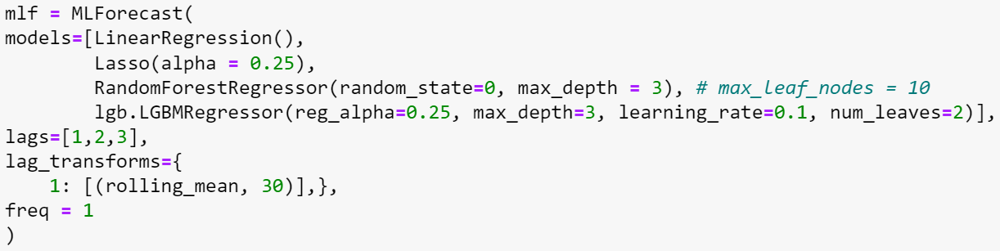 mlf = MLForecast(
models=[LinearRegression(),
        Lasso(alpha = 0.25),
        RandomForestRegressor(random_state=0, max_depth = 3), # max_leaf_nodes = 10
        lgb.LGBMRegressor(reg_alpha=0.25, max_depth=3, learning_rate=0.1, num_leaves=2)],
lags=[1,2,3],
lag_transforms={
    1: [(rolling_mean, 30)],},
freq = 1
)